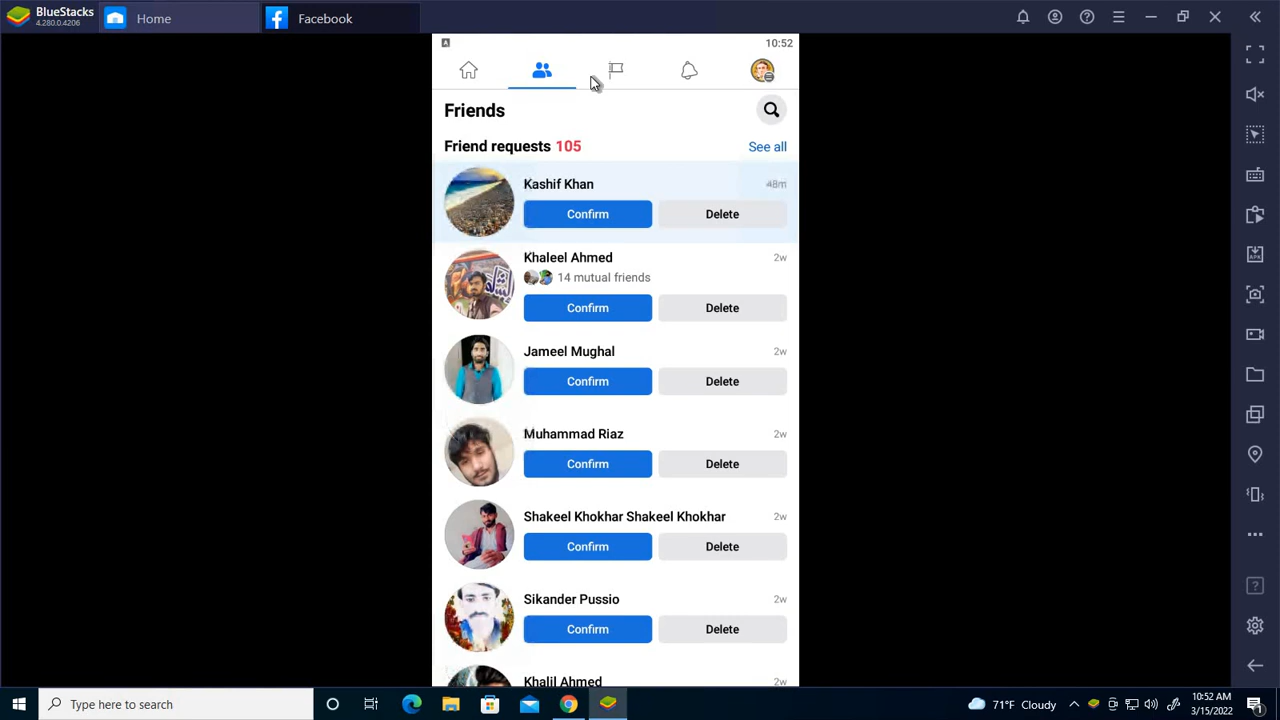 BlueStacks
4.280.0.4206
Home
Facebook
A
10:52
Friends
Friend requests 105
See all
Kashif Khan
48m
Confirm
Delete
Khaleel Ahmed
2w
14 mutual friends
Confirm
Delete
Jameel Mughal
2w
Confirm
Delete
Muhammad Riaz
2w
Confirm
Delete
Shakeel Khokhar Shakeel Khokhar
2w
Confirm
Delete
Sikander Pussio
2w
Confirm
Delete
Khalil Ahmed
2w
Type here to search
71°F Cloudy
10:52 AM
3/15/2022
1